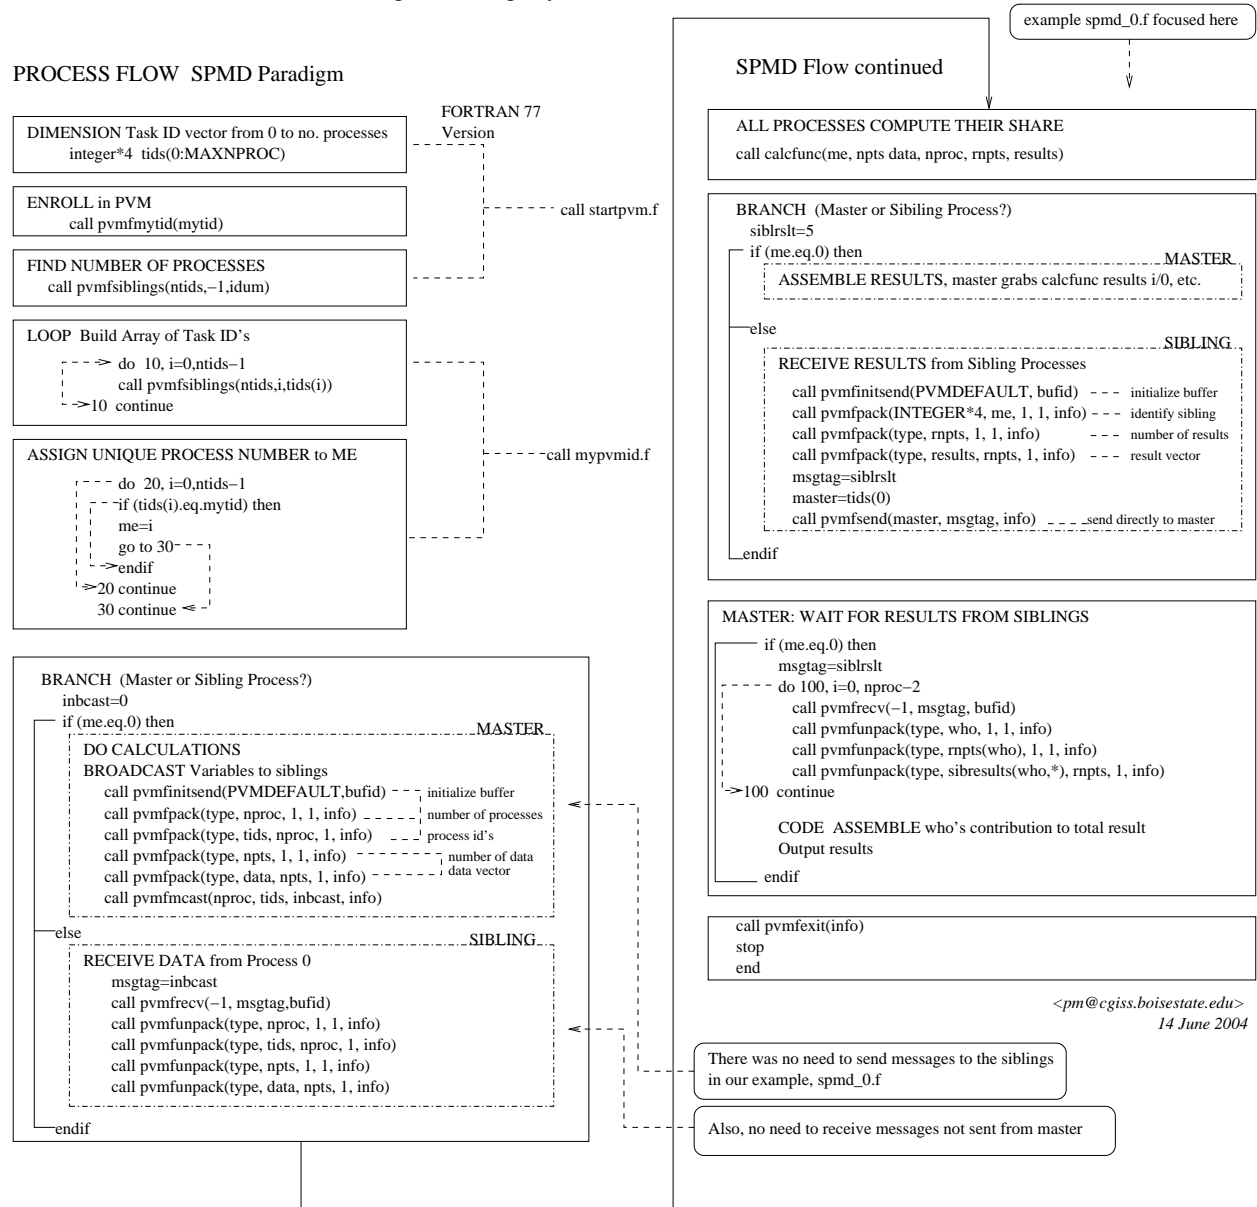 PROCESS FLOW SPMD Paradigm
FORTRAN 77
Version
DIMENSION Task ID vector from 0 to no. processes
integer*4 tids(0:MAXNPROC)
ENROLL in PVM
call pvmfmytid(mytid)
call startpvm.f
FIND NUMBER OF PROCESSES
call pvmfsiblings(ntids,−1,idum)
LOOP Build Array of Task ID's
do 10, i=0,ntids−1
call pvmfsiblings(ntids,i,tids(i))
10 continue
ASSIGN UNIQUE PROCESS NUMBER to ME
call mypvmid.f
do 20, i=0,ntids−1
if (tids(i).eq.mytid) then
me=i
go to 30
endif
20 continue
30 continue
BRANCH (Master or Sibling Process?)
inbcast=0
if (me.eq.0) then
MASTER
DO CALCULATIONS
BROADCAST Variables to siblings
call pvmfinitsend(PVMDEFAULT,bufid) initialize buffer
call pvmfpack(type, nproc, 1, 1, info) number of processes
call pvmfpack(type, tids, nproc, 1, info) process id's
call pvmfpack(type, npts, 1, 1, info) number of data
call pvmfpack(type, data, npts, 1, info) data vector
call pvmfmcast(nproc, tids, inbcast, info)
else
SIBLING
RECEIVE DATA from Process 0
msgtag=inbcast
call pvmfrecv(−1, msgtag,bufid)
call pvmfunpack(type, nproc, 1, 1, info)
call pvmfunpack(type, tids, nproc, 1, info)
call pvmfunpack(type, npts, 1, 1, info)
call pvmfunpack(type, data, npts, 1, info)
endif
example spmd_0.f focused here
SPMD Flow continued
ALL PROCESSES COMPUTE THEIR SHARE
call calcfunc(me, npts data, nproc, rnpts, results)
BRANCH (Master or Sibiling Process?)
siblrslt=5
if (me.eq.0) then
MASTER
ASSEMBLE RESULTS, master grabs calcfunc results i/0, etc.
else
SIBLING
RECEIVE RESULTS from Sibling Processes
call pvmfinitsend(PVMDEFAULT, bufid) initialize buffer
call pvmfpack(INTEGER*4, me, 1, 1, info) identify sibling
call pvmfpack(type, rnpts, 1, 1, info) number of results
call pvmfpack(type, results, rnpts, 1, info) result vector
msgtag=siblrslt
master=tids(0)
call pvmfsend(master, msgtag, info) send directly to master
endif
MASTER: WAIT FOR RESULTS FROM SIBLINGS
if (me.eq.0) then
msgtag=siblrslt
do 100, i=0, nproc−2
call pvmfrecv(−1, msgtag, bufid)
call pvmfunpack(type, who, 1, 1, info)
call pvmfunpack(type, rnpts(who), 1, 1, info)
call pvmfunpack(type, sibresults(who,*), rnpts, 1, info)
100 continue
CODE ASSEMBLE who's contribution to total result
Output results
endif
call pvmfexit(info)
stop
end
<pm@cgiss.boisestate.edu>
14 June 2004
There was no need to send messages to the siblings
in our example, spmd_0.f
Also, no need to receive messages not sent from master